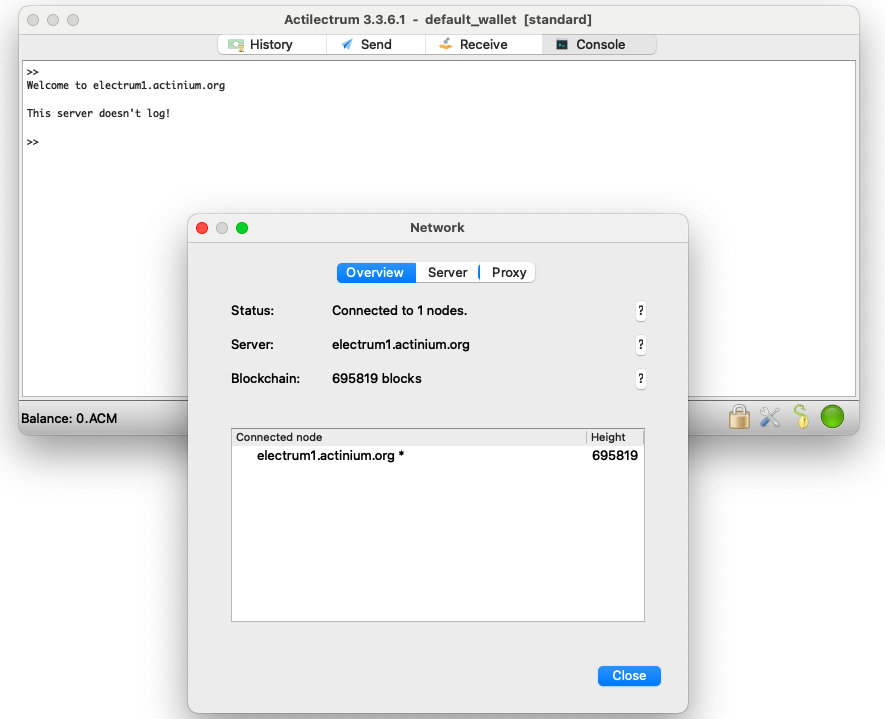 Actilectrum 3.3.6.1 - default_wallet [standard]
History Send Receive Console
>>
Welcome to electrum1.actinium.org
This server doesn't log!
>>
Network
Overview Server Proxy
Status: Connected to 1 nodes. ?
Server: electrum1.actinium.org ?
Blockchain: 695819 blocks ?
Balance: 0.ACM
Connected node Height
electrum1.actinium.org * 695819
Close